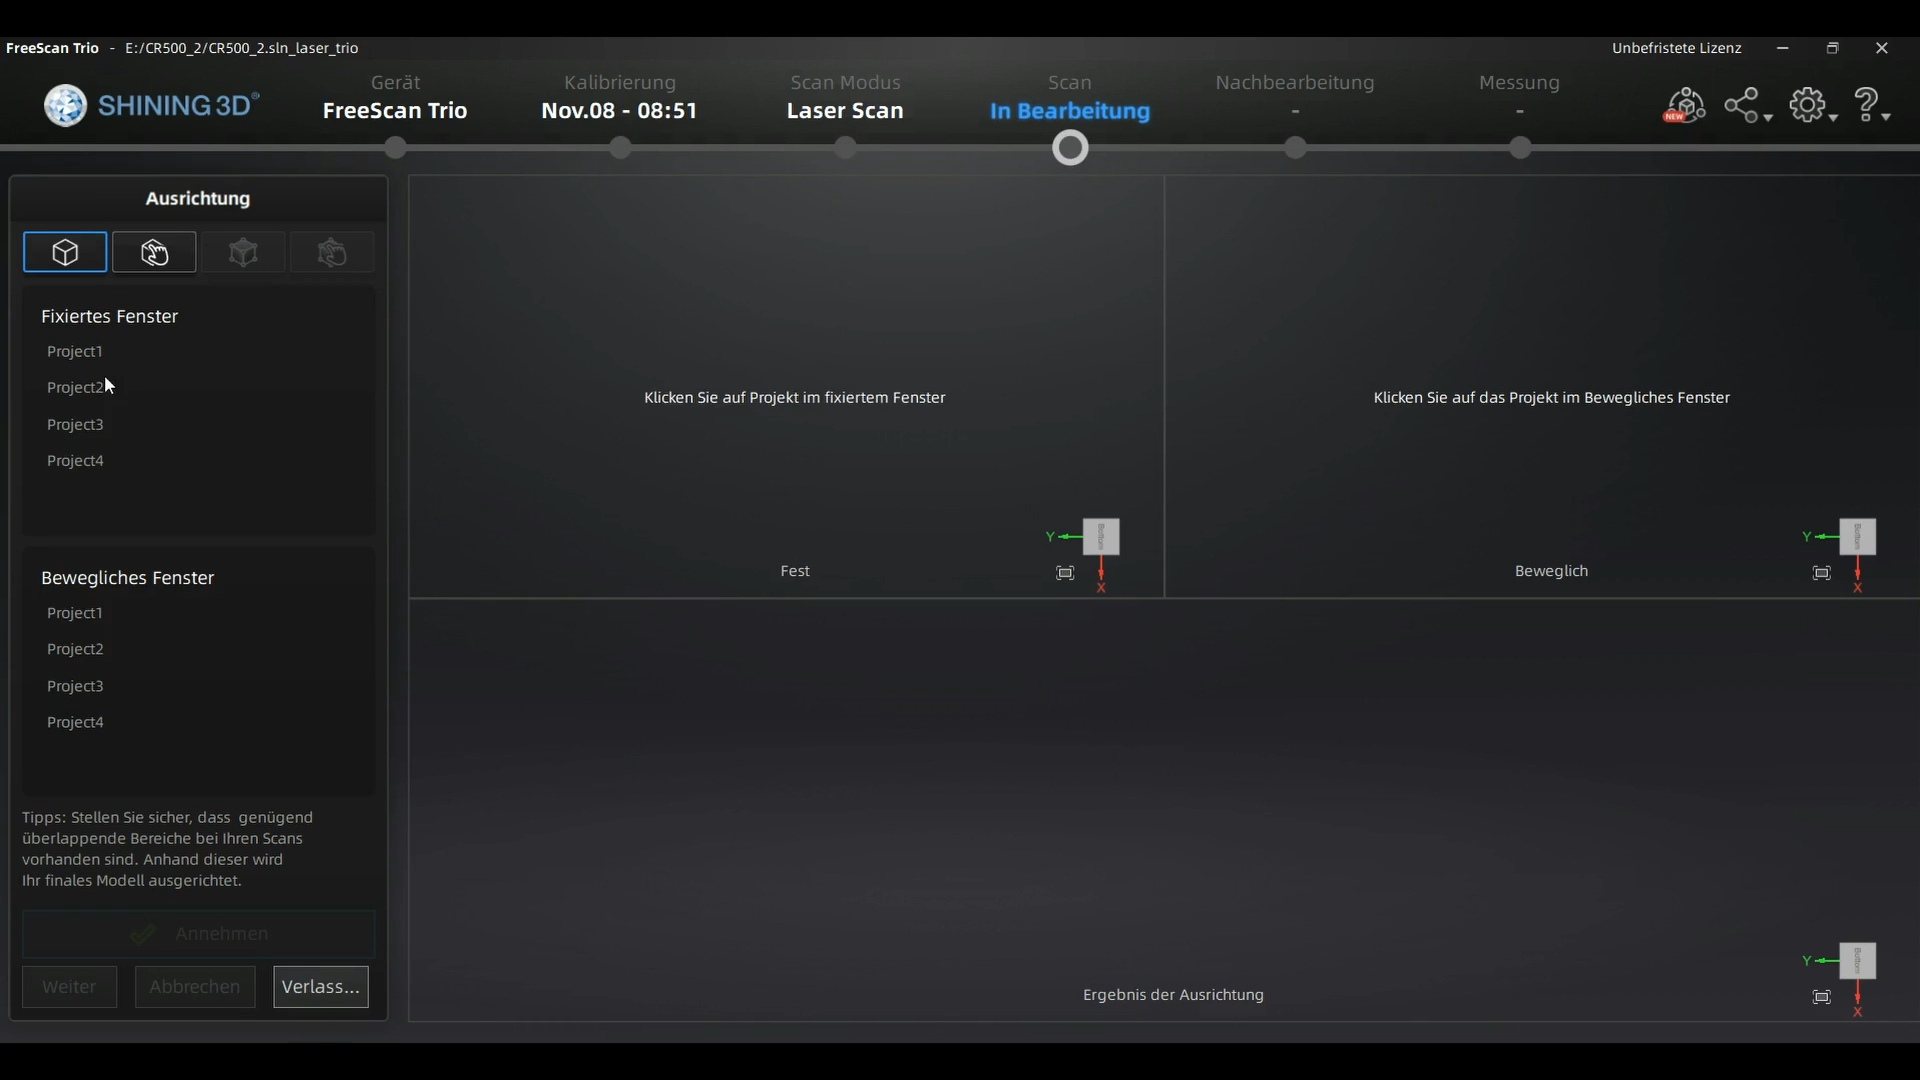 FreeScan Trio - E:/CR500_2/CR500_2.sln_laser_trio
Unbefristete Lizenz
SHINING 3D®
Gerät
FreeScan Trio
Kalibrierung
Nov.08 - 08:51
Scan Modus
Laser Scan
Scan
In Bearbeitung
Nachbearbeitung
-
Messung
-
NEW
Ausrichtung
Fixiertes Fenster
Project1
Project2
Project3
Project4
Bewegliches Fenster
Project1
Project2
Project3
Project4
Tipps: Stellen Sie sicher, dass genügend
überlappende Bereiche bei Ihren Scans
vorhanden sind. Anhand dieser wird
Ihr finales Modell ausgerichtet.
Annehmen
Weiter
Abbrechen
Verlass...
Klicken Sie auf Projekt im fixiertem Fenster
Fest
Y
Bottom
X
Klicken Sie auf das Projekt im Bewegliches Fenster
Beweglich
Y
Bottom
X
Ergebnis der Ausrichtung
Y
Bottom
X